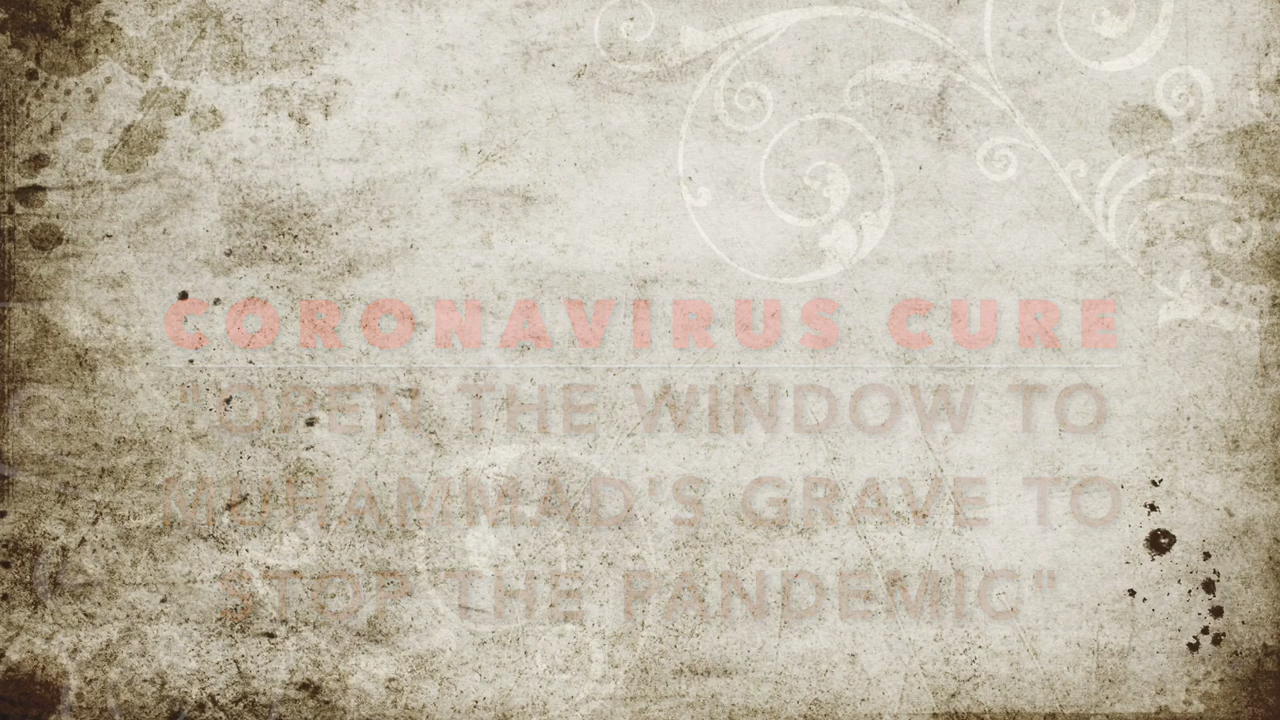 CORONAVIRUS CURE
"OPEN THE WINDOW TO
MUHAMMAD'S GRAVE TO
STOP THE PANDEMIC"